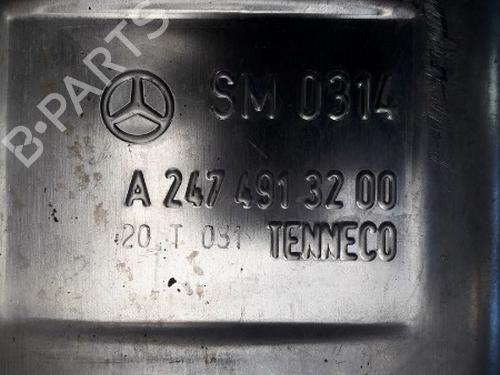 B-PARTS
SM 0314
A 247 491 32 00
20 T 031 TENNECO